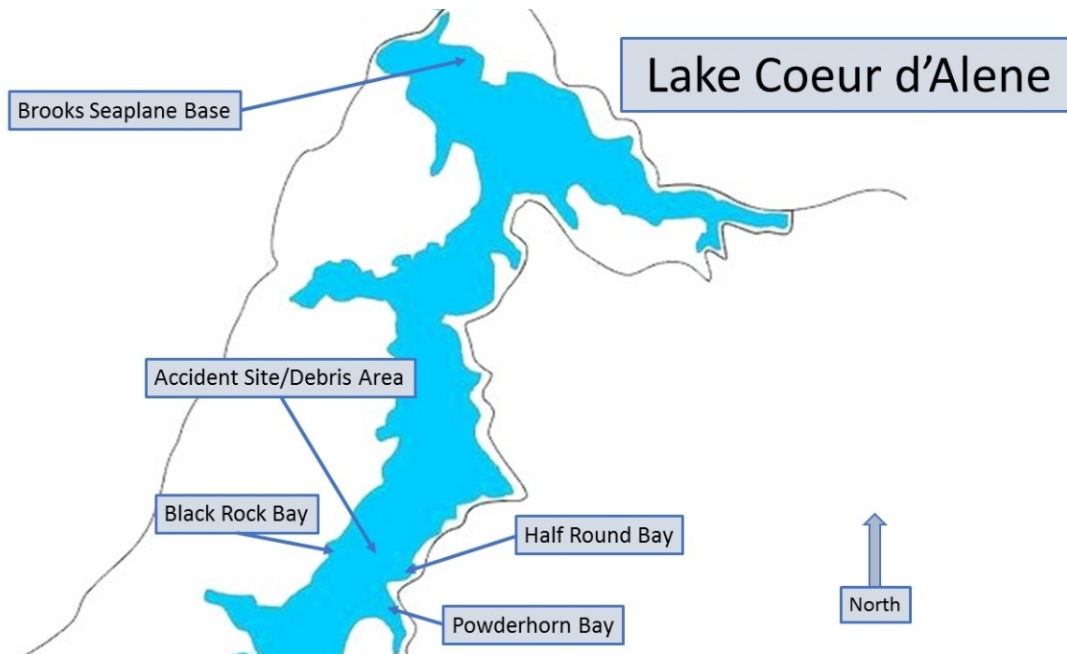 Lake Coeur d’Alene
Brooks Seaplane Base
Accident Site/Debris Area
Black Rock Bay
Half Round Bay
Powderhorn Bay
North